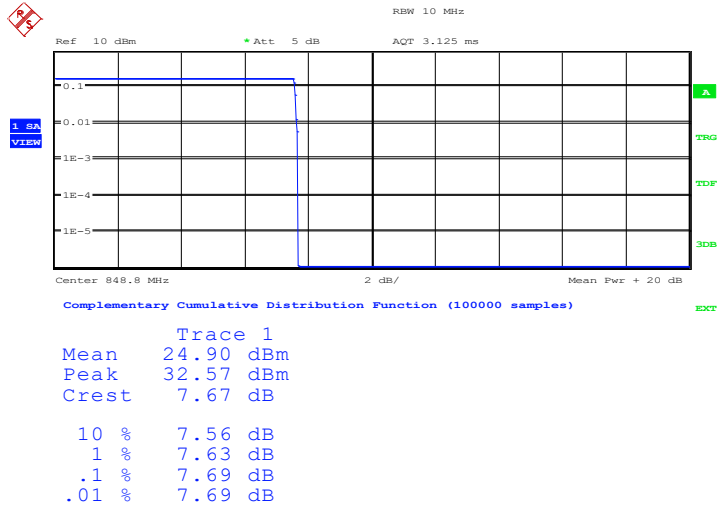 R
S
RBW 10 MHz
Ref 10 dBm * Att 5 dB AQT 3.125 ms
0.1
A
1 SA
VIEW
0.01
TRG
1E-3
TDF
1E-4
1E-5
3DB
Center 848.8 MHz 2 dB/ Mean Pwr + 20 dB
Complementary Cumulative Distribution Function (100000 samples)
EXT
Trace 1
Mean 24.90 dBm
Peak 32.57 dBm
Crest 7.67 dB
10 % 7.56 dB
1 % 7.63 dB
.1 % 7.69 dB
.01 % 7.69 dB